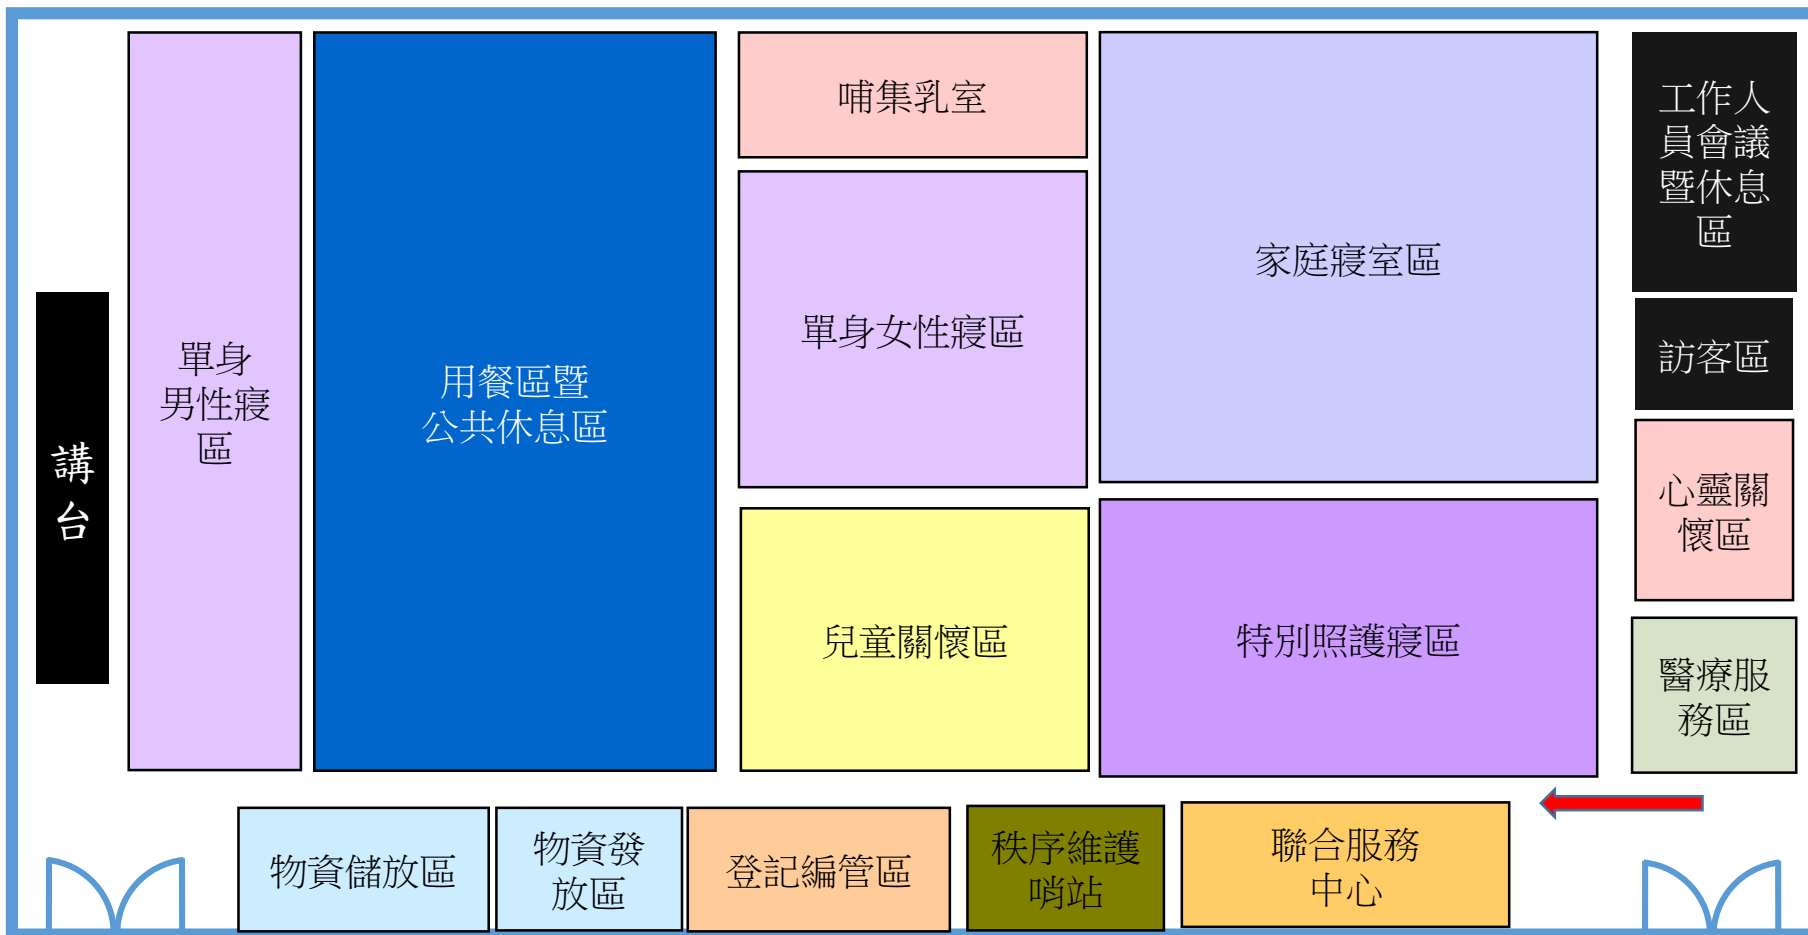 講
台
單身
男性寢
區
用餐區暨
公共休息區
哺集乳室
單身女性寢區
兒童關懷區
家庭寢室區
特別照護寢區
工作人
員會議
暨休息
區
訪客區
心靈關
懷區
醫療服
務區
物資儲放區
物資發
放區
登記編管區
秩序維護
哨站
聯合服務
中心